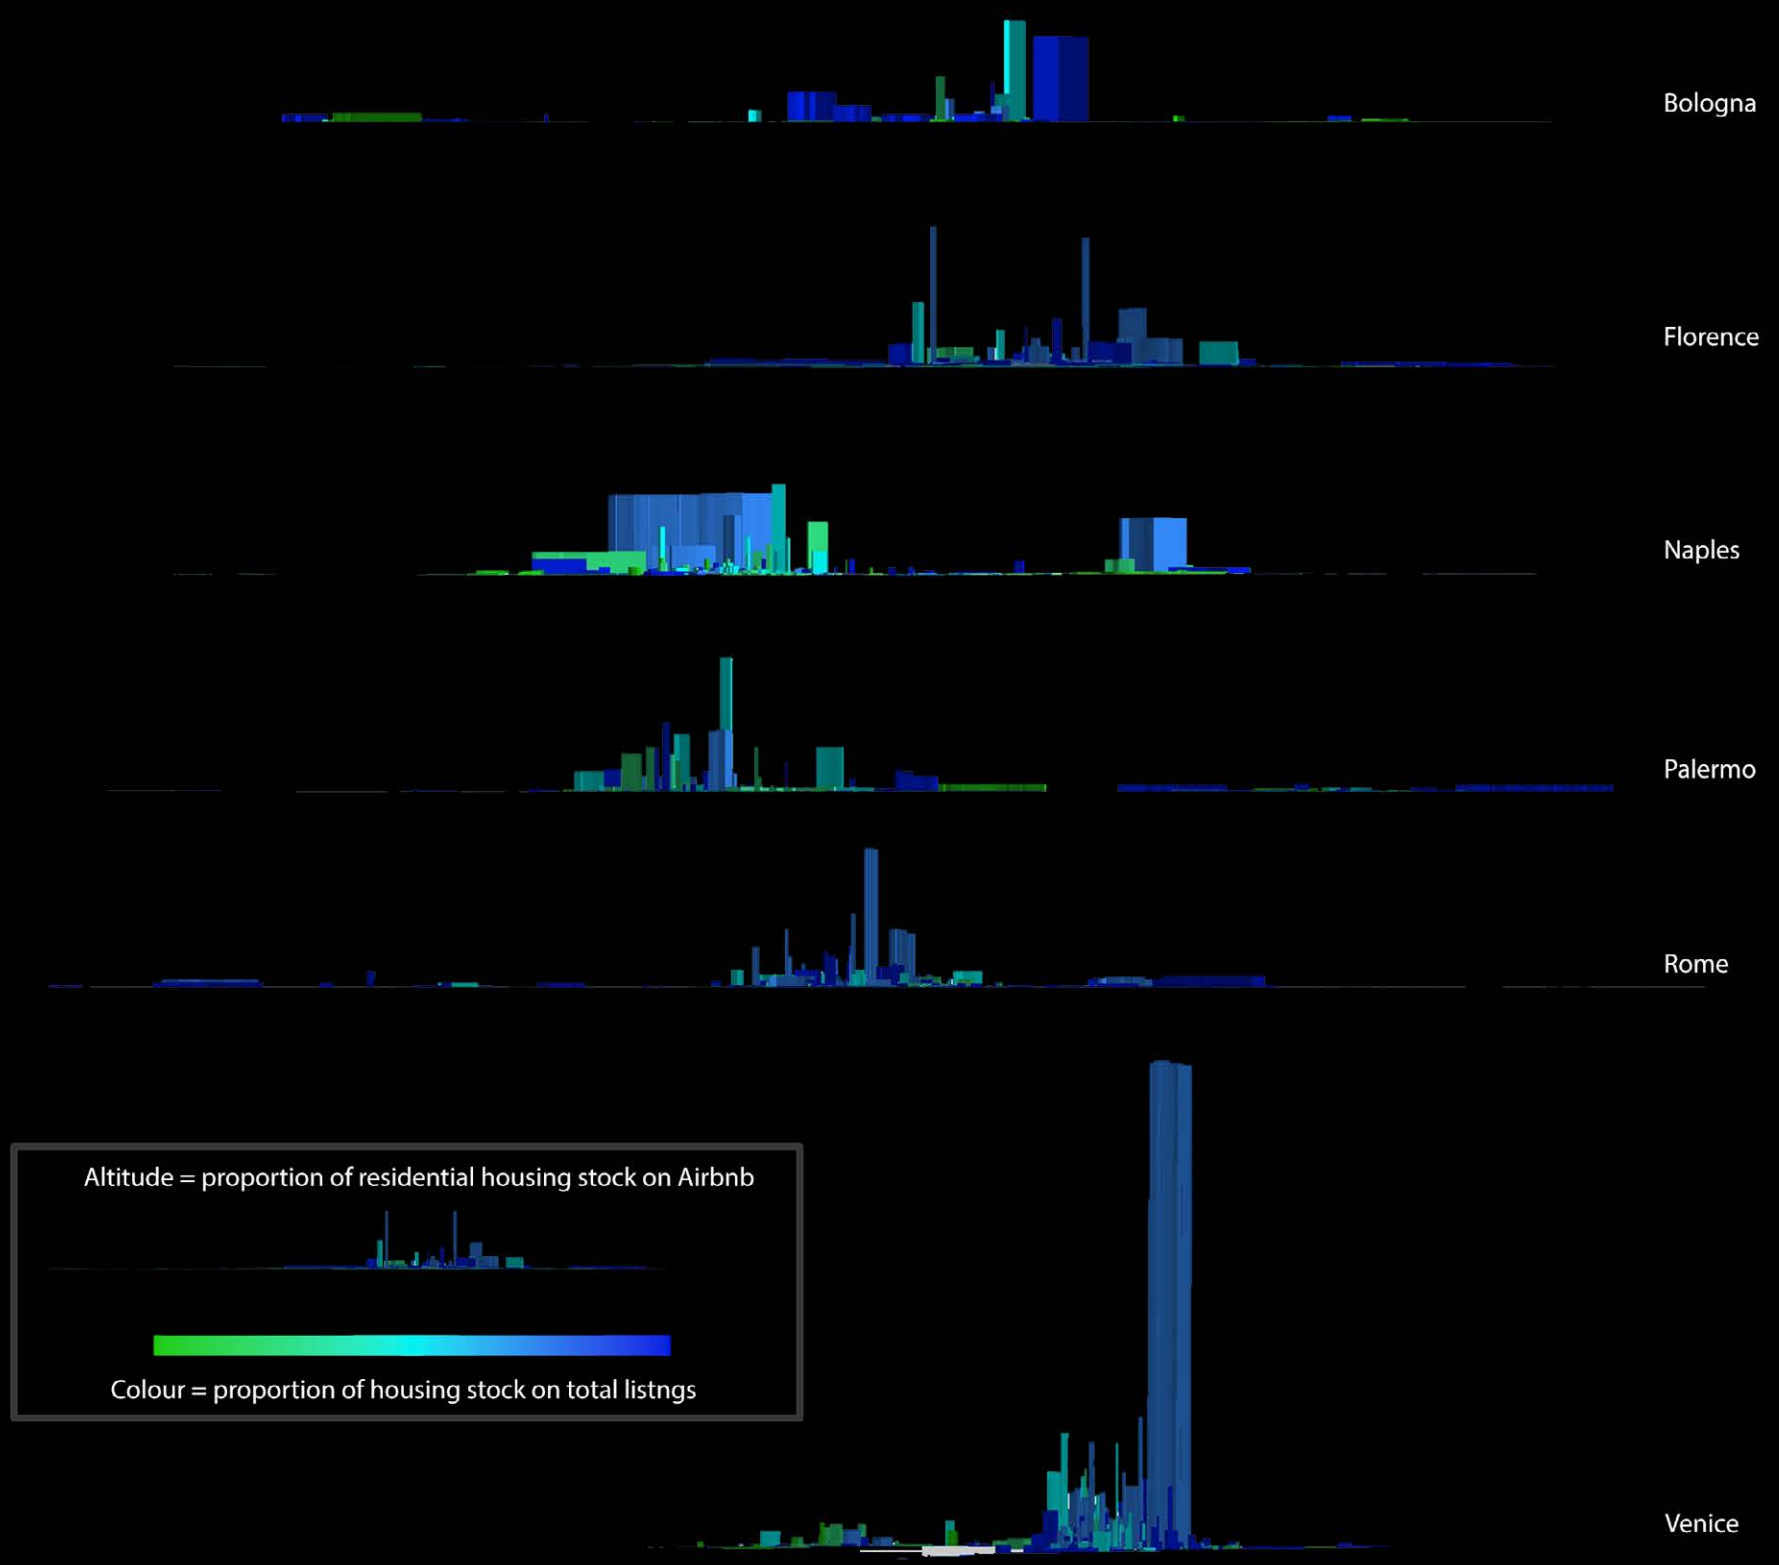 Bologna
Florence
Naples
Palermo
Rome
Altitude = proportion of residential housing stock on Airbnb
Colour = proportion of housing stock on total listngs
Venice